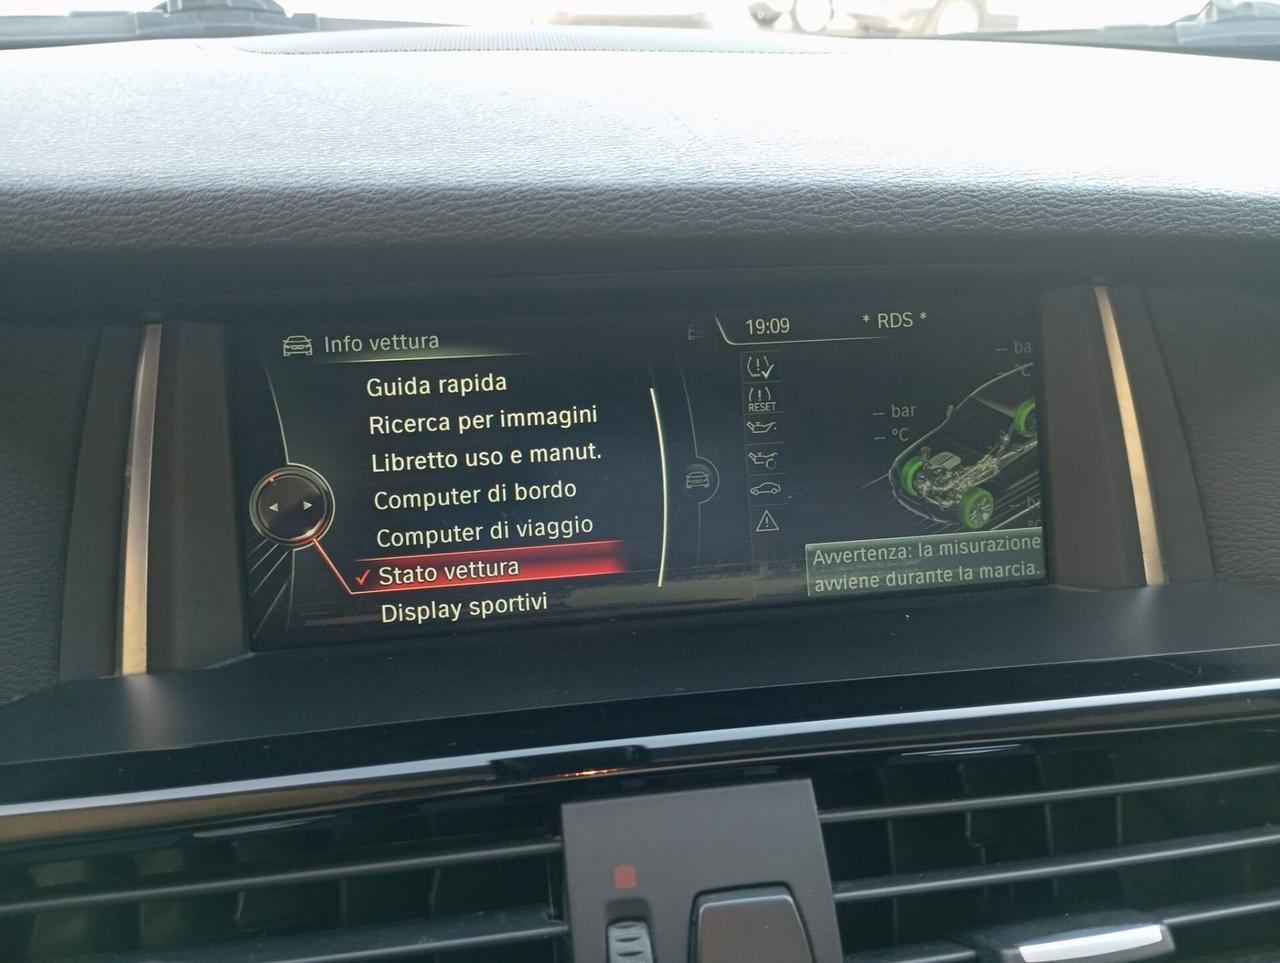 Info vettura
Guida rapida
Ricerca per immagini
Libretto uso e manut.
Computer di bordo
Computer di viaggio
Stato vettura
Display sportivi
19:09
* RDS *
RESET
-- ba
-- °C
-- bar
-- °C
Avvertenza: la misurazione
avviene durante la marcia.